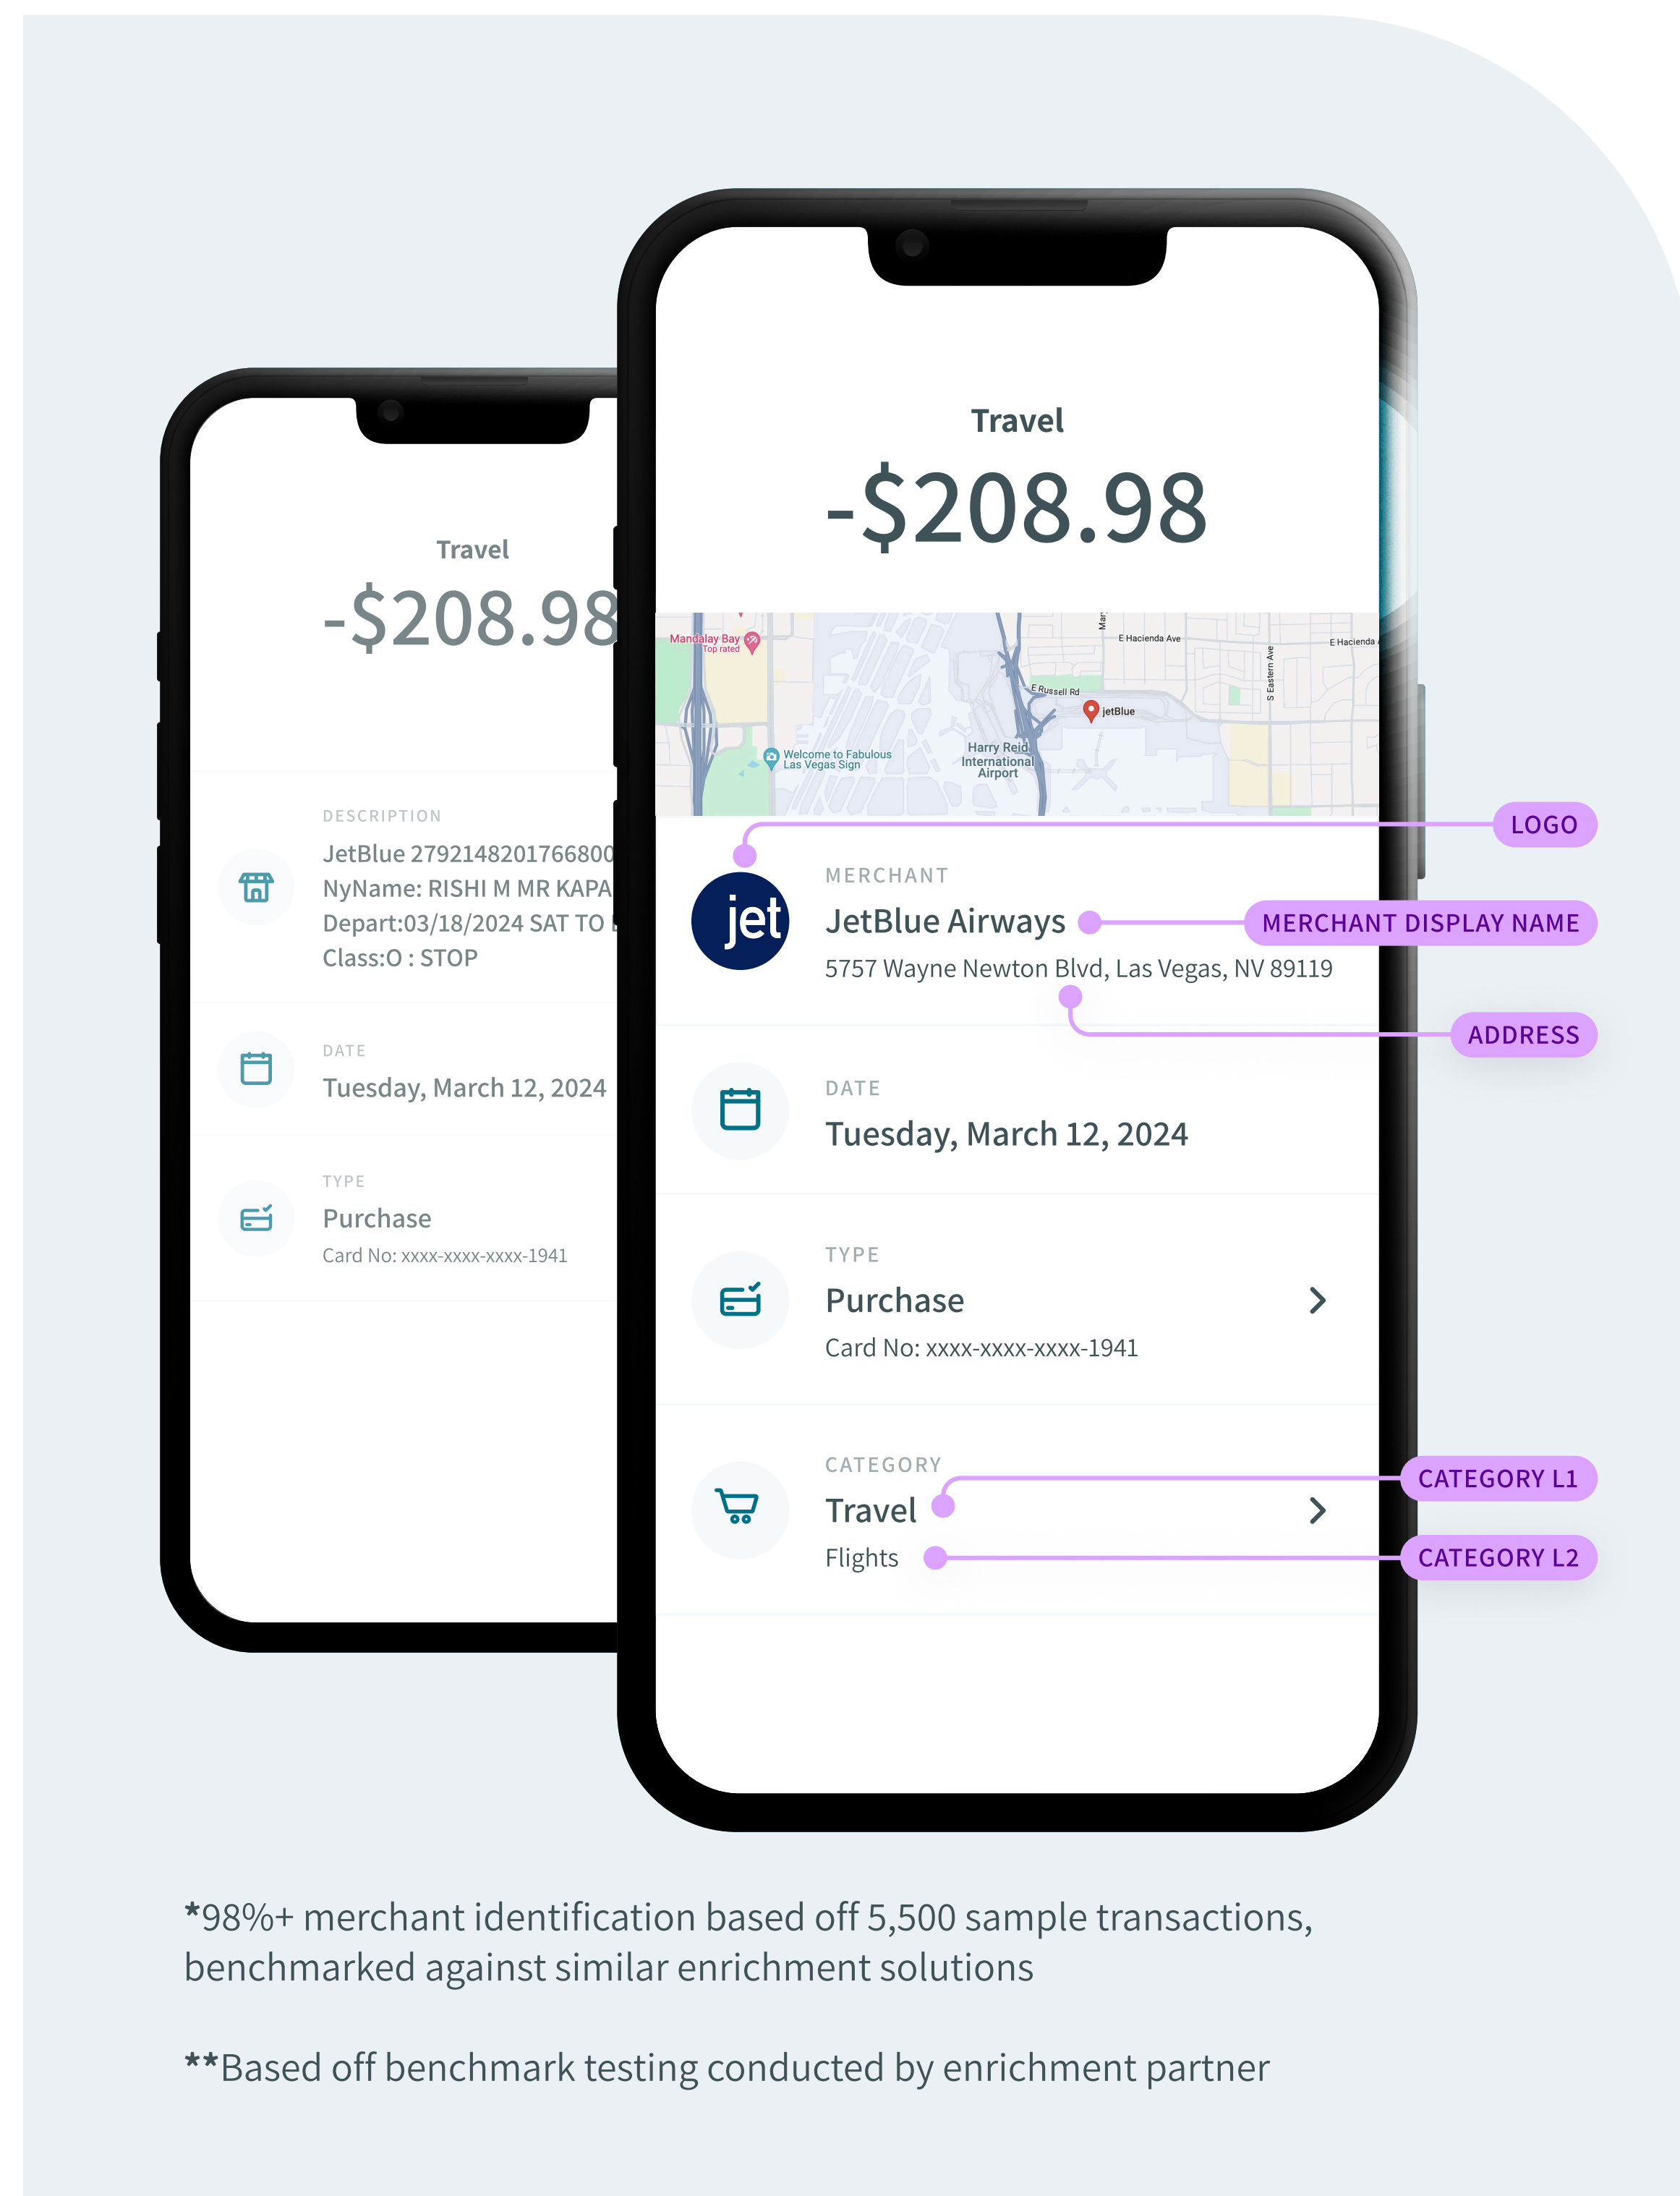 Travel
-$208.98
DESCRIPTION
JetBlue 2792148201766800
NyName: RISHI M MR KAPA
Depart:03/18/2024 SAT TO
Class:O : STOP
DATE
Tuesday, March 12, 2024
TYPE
Purchase
Card No: xxxx-xxxx-xxxx-1941
Travel
-$208.98
Mandalay Bay
Top rated
E Hacienda Ave
E Hacienda
S Eastern Ave
E Russell Rd
jetBlue
Welcome to Fabulous
Las Vegas Sign
Harry Reid
International
Airport
LOGO
jet
MERCHANT
JetBlue Airways
MERCHANT DISPLAY NAME
5757 Wayne Newton Blvd, Las Vegas, NV 89119
ADDRESS
DATE
Tuesday, March 12, 2024
TYPE
Purchase
Card No: xxxx-xxxx-xxxx-1941
CATEGORY
CATEGORY L1
Travel
Flights
CATEGORY L2
*98%+ merchant identification based off 5,500 sample transactions,
benchmarked against similar enrichment solutions
**Based off benchmark testing conducted by enrichment partner